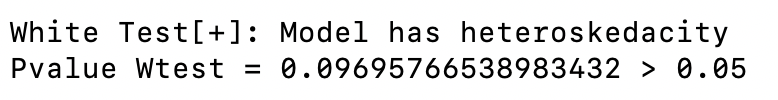 White Test[+]: Model has heteroskedacity
Pvalue Wtest = 0.09695766538983432 > 0.05